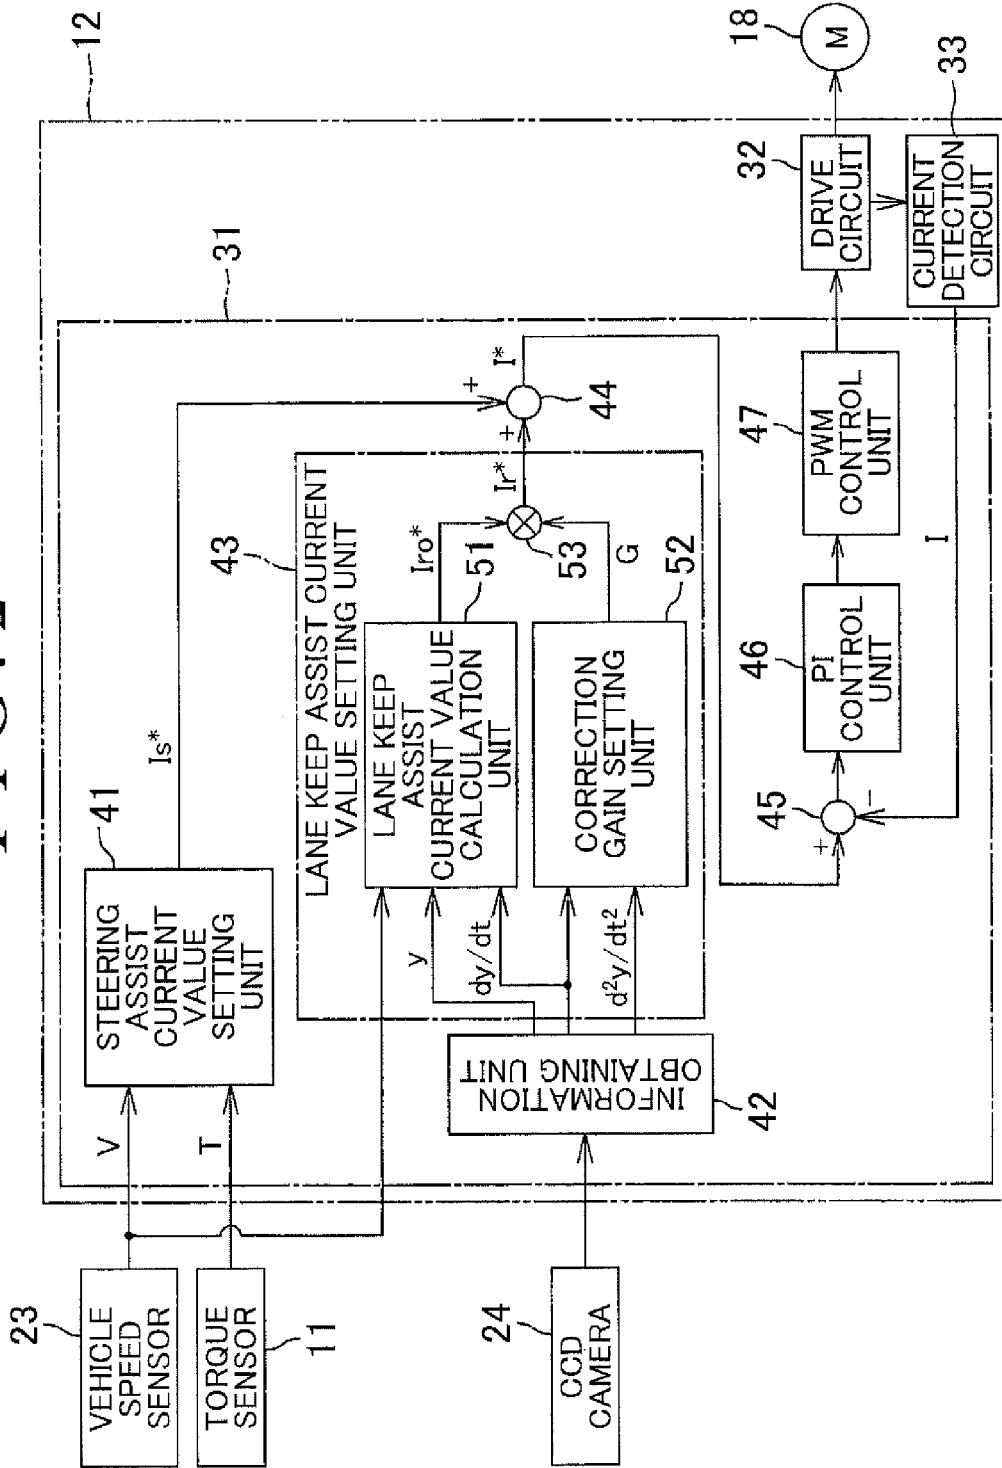 12
31
23
VEHICLE
SPEED
SENSOR
11
TORQUE
SENSOR
24
CCD
CAMERA
V
T
41
STEERING
ASSIST
CURRENT
VALUE
SETTING
UNIT
Is*
42
INFORMATION
OBTAINING UNIT
y
dy/dt
d²y/dt²
43
LANE KEEP ASSIST CURRENT
VALUE SETTING UNIT
51
LANE KEEP
ASSIST
CURRENT VALUE
CALCULATION
UNIT
Iro*
52
CORRECTION
GAIN SETTING
UNIT
G
53
Ir*
+
+
44
I*
45
+
-
46
PI
CONTROL
UNIT
47
PWM
CONTROL
UNIT
I
32
DRIVE
CIRCUIT
33
CURRENT
DETECTION
CIRCUIT
18
M